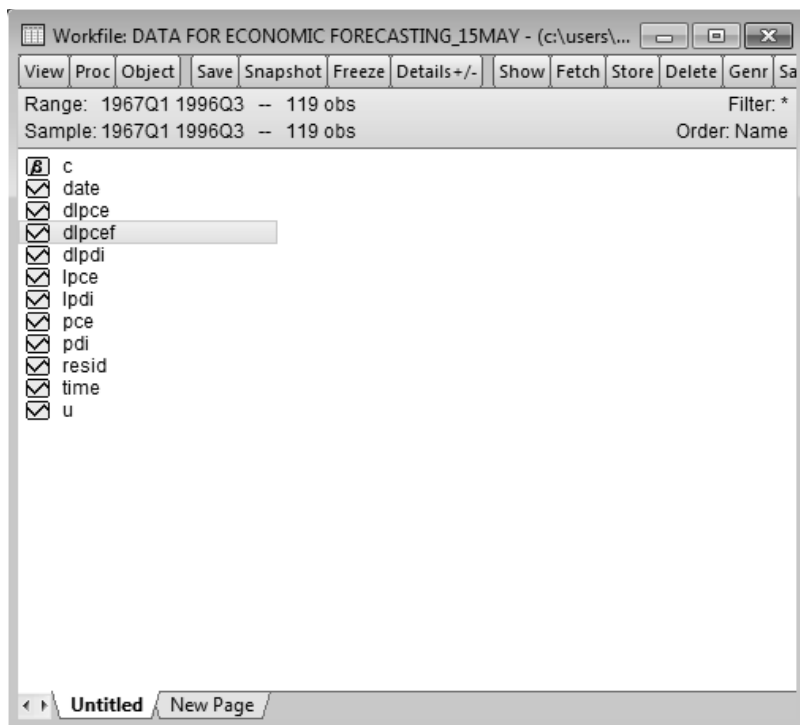 Workfile: DATA FOR ECONOMIC FORECASTING_15MAY - (c:\users\...
View Proc Object Save Snapshot Freeze Details+/- Show Fetch Store Delete Genr Sa
Range: 1967Q1 1996Q3 -- 119 obs Filter: *
Sample: 1967Q1 1996Q3 -- 119 obs Order: Name
β c
date
dlpce
dlpcef
dlpdi
lpce
lpdi
pce
pdi
resid
time
u
Untitled New Page